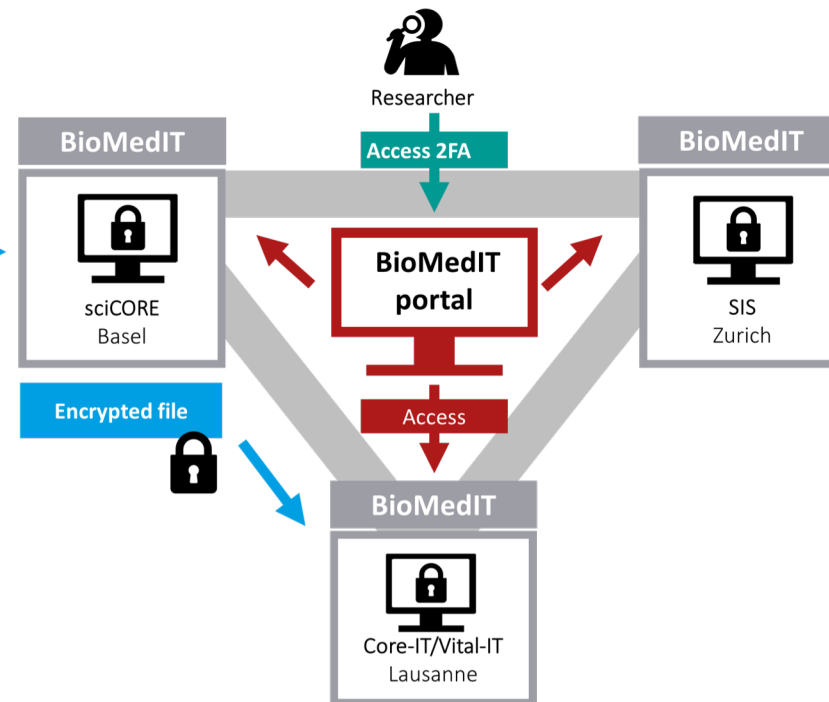 Researcher
Access 2FA
BioMedIT
sciCORE
Basel
BioMedIT
portal
BioMedIT
SIS
Zurich
Encrypted file
Access
BioMedIT
Core-IT/Vital-IT
Lausanne